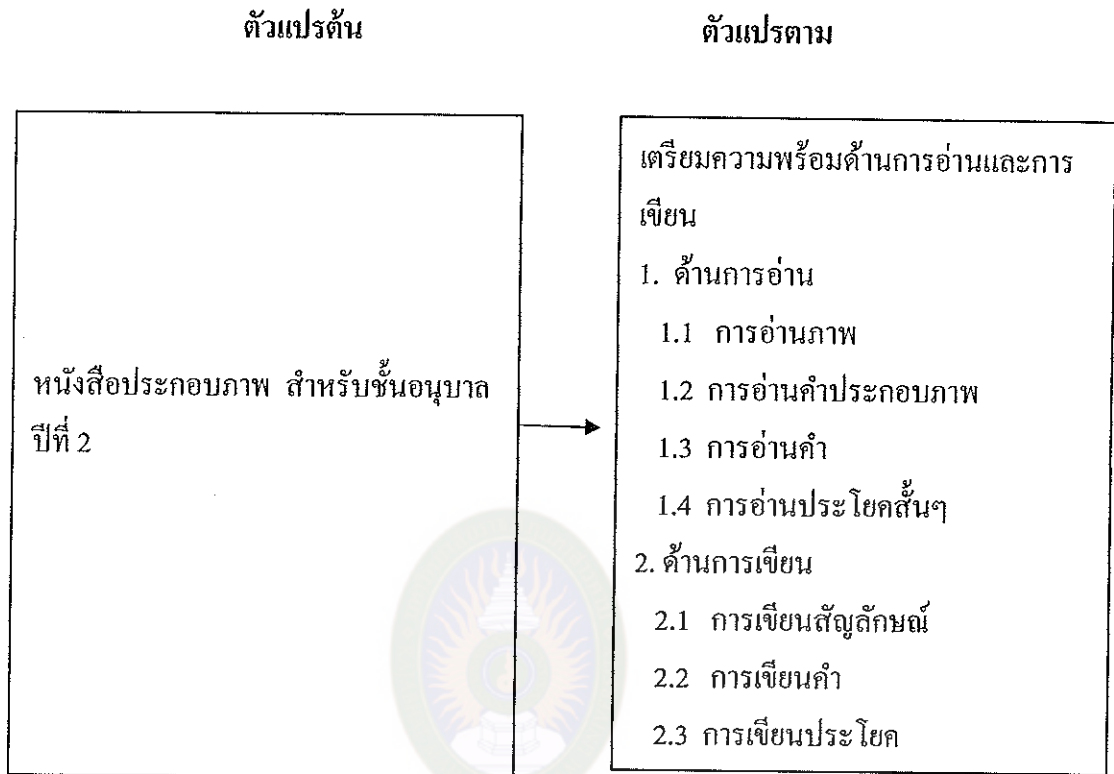 ตัวแปรต้น
ตัวแปรตาม
หนังสือประกอบภาพ สำหรับชั้นอนุบาล
ปีที่ 2
เตรียมความพร้อมด้านการอ่านและการ
เขียน
1. ด้านการอ่าน
1.1 การอ่านภาพ
1.2 การอ่านคำประกอบภาพ
1.3 การอ่านคำ
1.4 การอ่านประโยคสั้นๆ
2. ด้านการเขียน
2.1 การเขียนสัญลักษณ์
2.2 การเขียนคำ
2.3 การเขียนประโยค